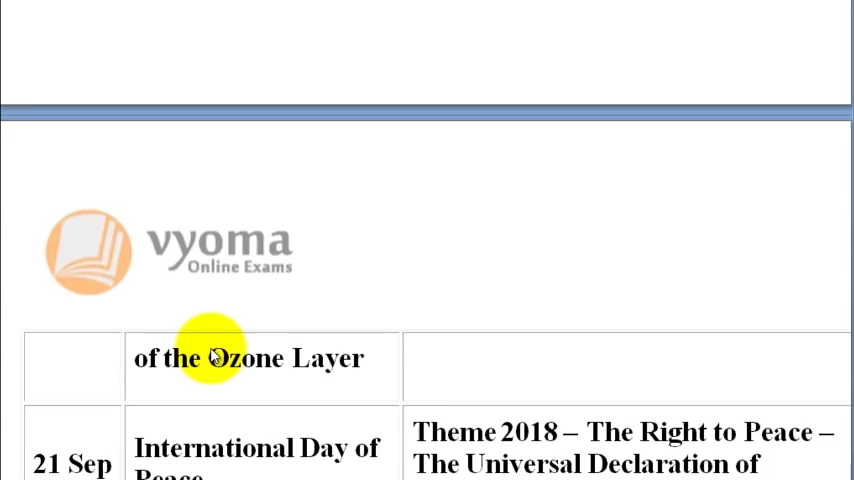 vyoma
Online Exams
of the Ozone Layer
21 Sep
International Day of
Peace
Theme 2018 – The Right to Peace –
The Universal Declaration of